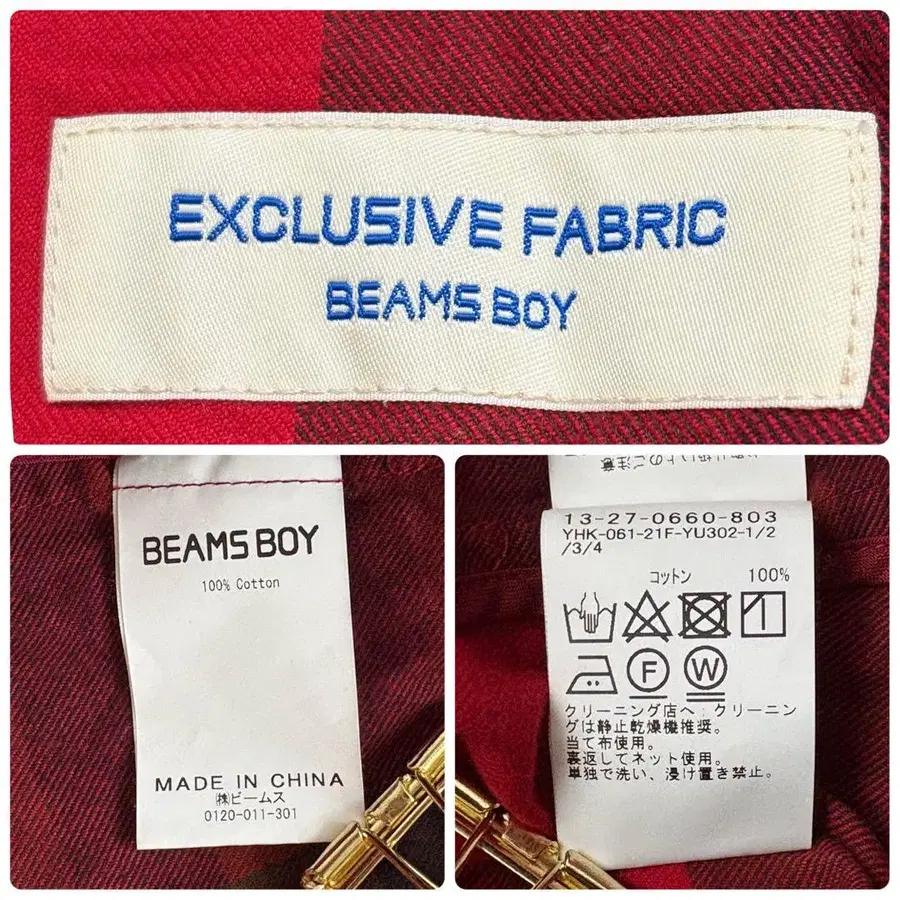 EXCLUSIVE FABRIC
BEAMS BOY
BEAMS BOY
100% Cotton
MADE IN CHINA
㈱ビームス
0120-011-301
13-27-0660-803
YHK-061-21F-YU302-1/2
/3/4
コットン 100%
F W
クリーニング店へ:クリーニン
グは静止乾燥機推奨。
当て布使用。
裏返してネット使用。
単独で洗い、浸け置き禁止。